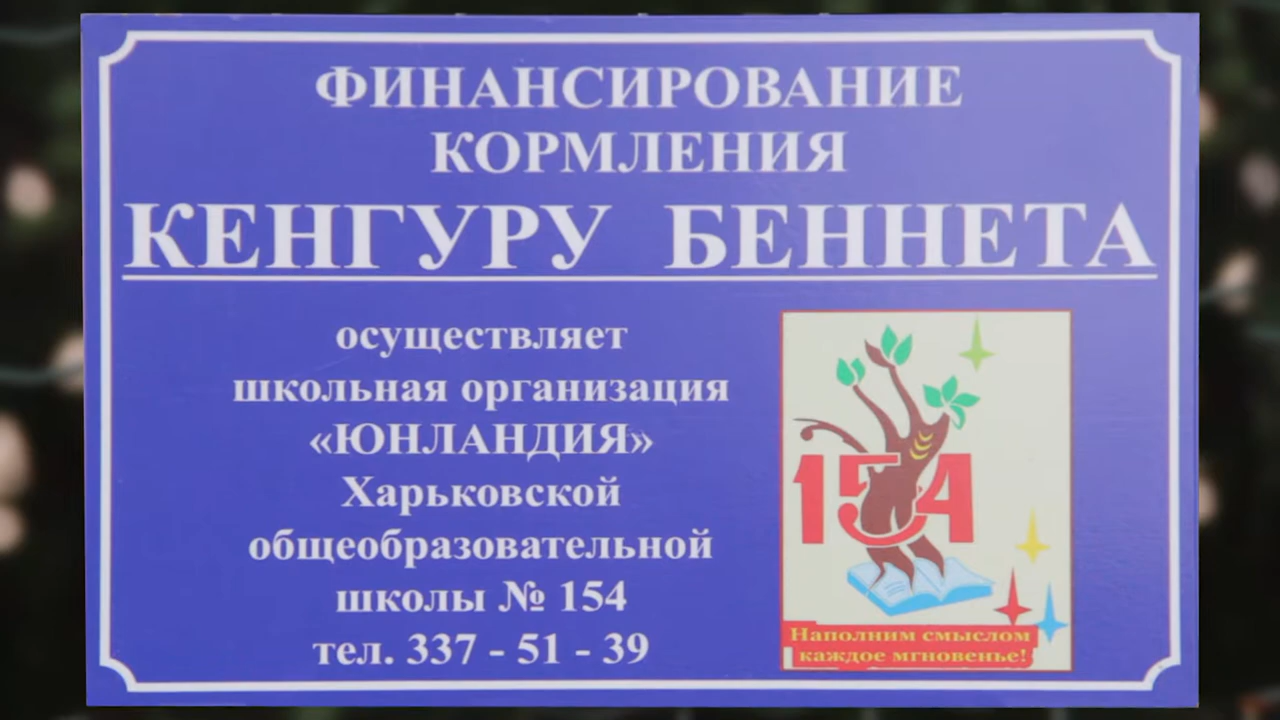 ФИНАНСИРОВАНИЕ
КОРМЛЕНИЯ
КЕНГУРУ БЕННЕТА
осуществляет
школьная организация
«ЮНЛАНДИЯ»
Харьковской
общеобразовательной
школы № 154
тел. 337 - 51 - 39
154
Наполним смыслом
каждое мгновенье!